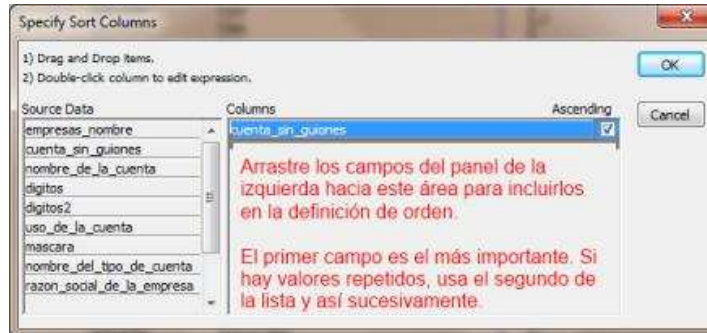 Specify Sort Columns
1) Drag and Drop items.
2) Double-click column to edit expression.
OK
Cancel
Source Data
empresas_nombre
cuenta_sin_guiones
nombre_de_la_cuenta
digitos
digitos2
uso_de_la_cuenta
mascara
nombre_del_tipo_de_cuenta
razon_social_de_la_empresa
Columns Ascending
cuenta_sin_guiones
Arrastre los campos del panel de la
izquierda hacia este área para incluirlos
en la definición de orden.
El primer campo es el más importante. Si
hay valores repetidos, usa el segundo de
la lista y así sucesivamente.